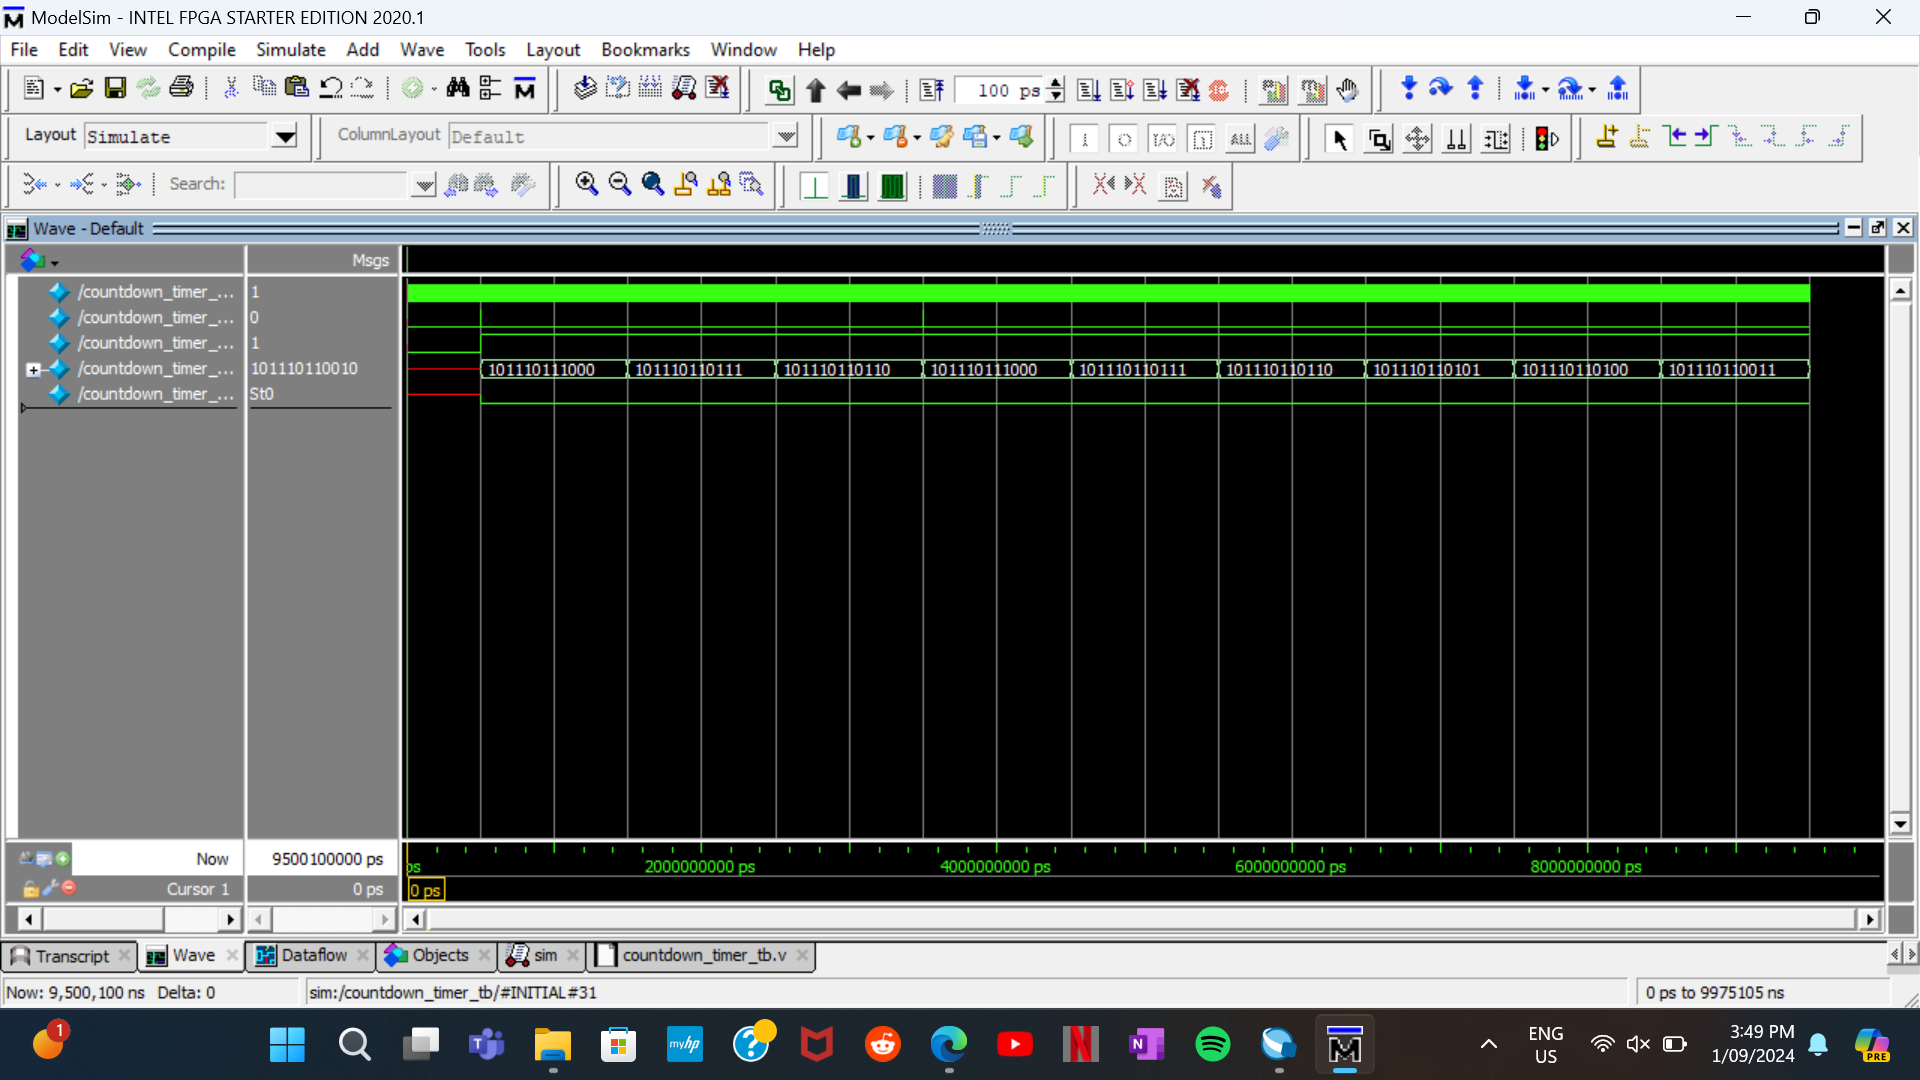 ModelSim - INTEL FPGA STARTER EDITION 2020.1
File Edit View Compile Simulate Add Wave Tools Layout Bookmarks Window Help
100 ps
Layout Simulate ColumnLayout Default
Search:
Wave - Default
Msgs
/countdown_timer_... 1
/countdown_timer_... 0
/countdown_timer_... 1
/countdown_timer_... 101110110010 101110111000 101110110111 101110110110 101110111000 101110110111 101110110110 101110110101 101110110100 101110110011
/countdown_timer_... St0
Now 9500100000 ps ps 2000000000 ps 4000000000 ps 6000000000 ps 8000000000 ps
Cursor 1 0 ps 0 ps
Transcript Wave Dataflow Objects sim countdown_timer_tb.v
Now: 9,500,100 ns Delta: 0 sim:/countdown_timer_tb/#INITIAL#31 0 ps to 9975105 ns
1 myhp ENG 3:49 PM
US 1/09/2024 PRE